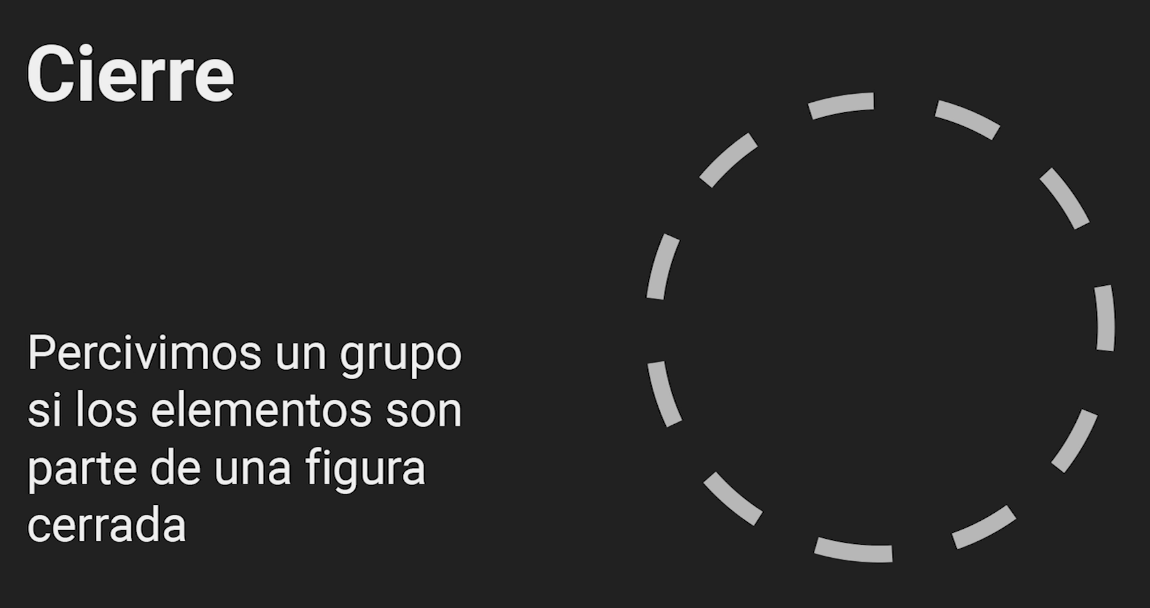 Cierre
Percivimos un grupo
si los elementos son
parte de una figura
cerrada